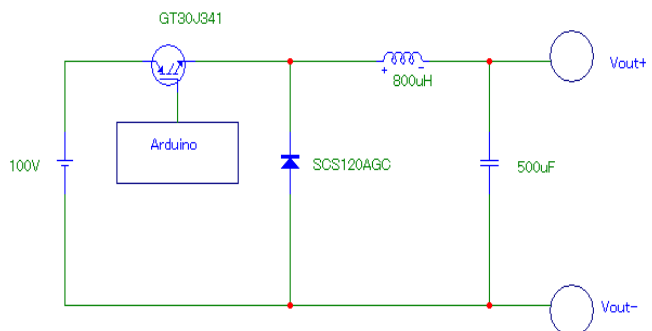 GT30J341
Vout+
+ -
800uH
Arduino
100V
SCS120AGC
500uF
Vout-